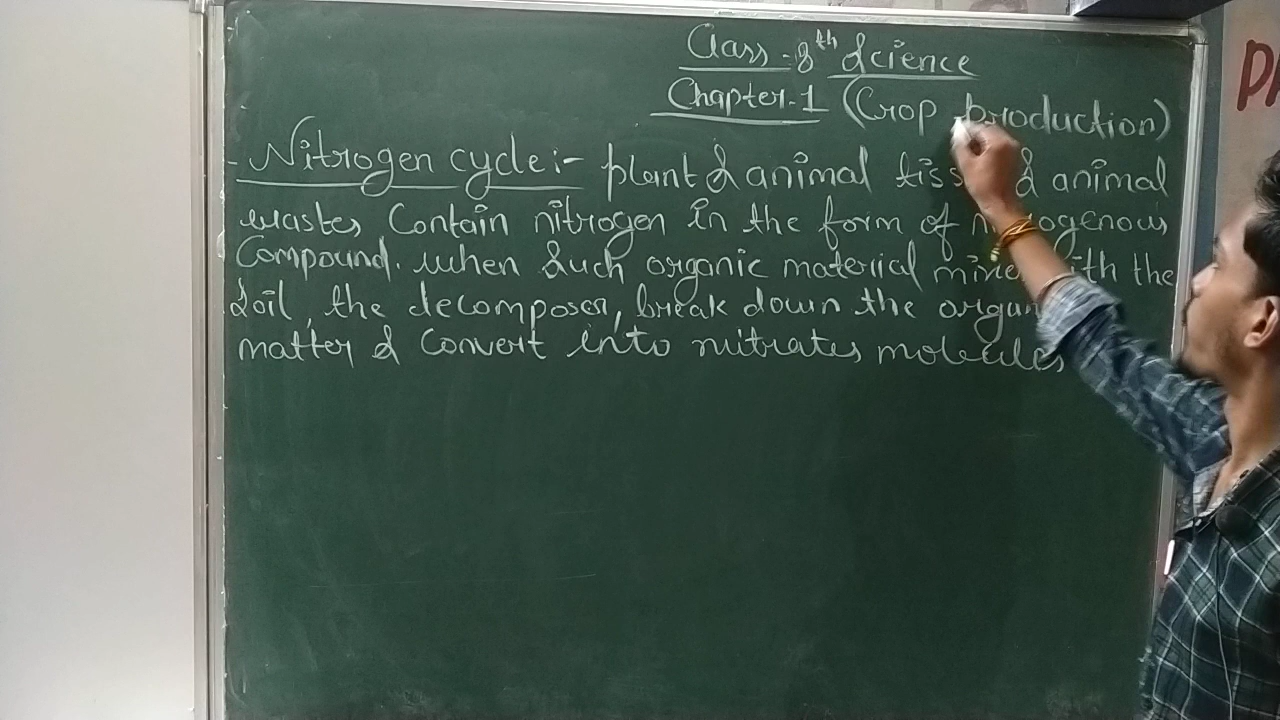 Class - 8th Science
Chapter-1 (Crop production)
- Nitrogen cycle :- plant & animal & animal
wastes Contain nitrogen in the form of
Compound. when such organic material the
Soil, the decomposers break down the
matter & Convert into nitrates molecules